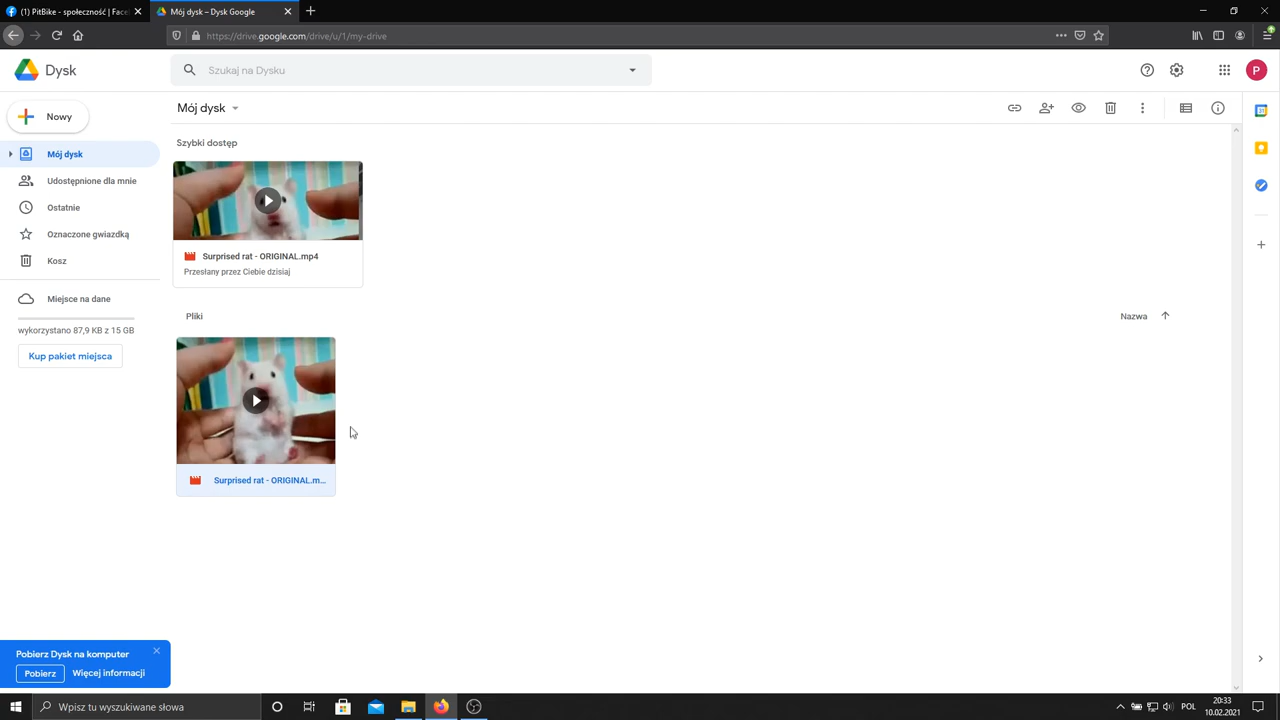 (1) PitBike - społeczność | Facel
Mój dysk – Dysk Google
https://drive.google.com/drive/u/1/my-drive
Dysk
Szukaj na Dysku
P
Nowy
Mój dysk
Mój dysk
Udostępnione dla mnie
Ostatnie
Oznaczone gwiazdką
Kosz
Miejsce na dane
wykorzystano 87,9 KB z 15 GB
Kup pakiet miejsca
Szybki dostęp
Surprised rat - ORIGINAL.mp4
Przesłany przez Ciebie dzisiaj
Pliki
Nazwa
Surprised rat - ORIGINAL.m...
Pobierz Dysk na komputer
Pobierz
Więcej informacji
Wpisz tu wyszukiwane słowa
POL
20:33
10.02.2021